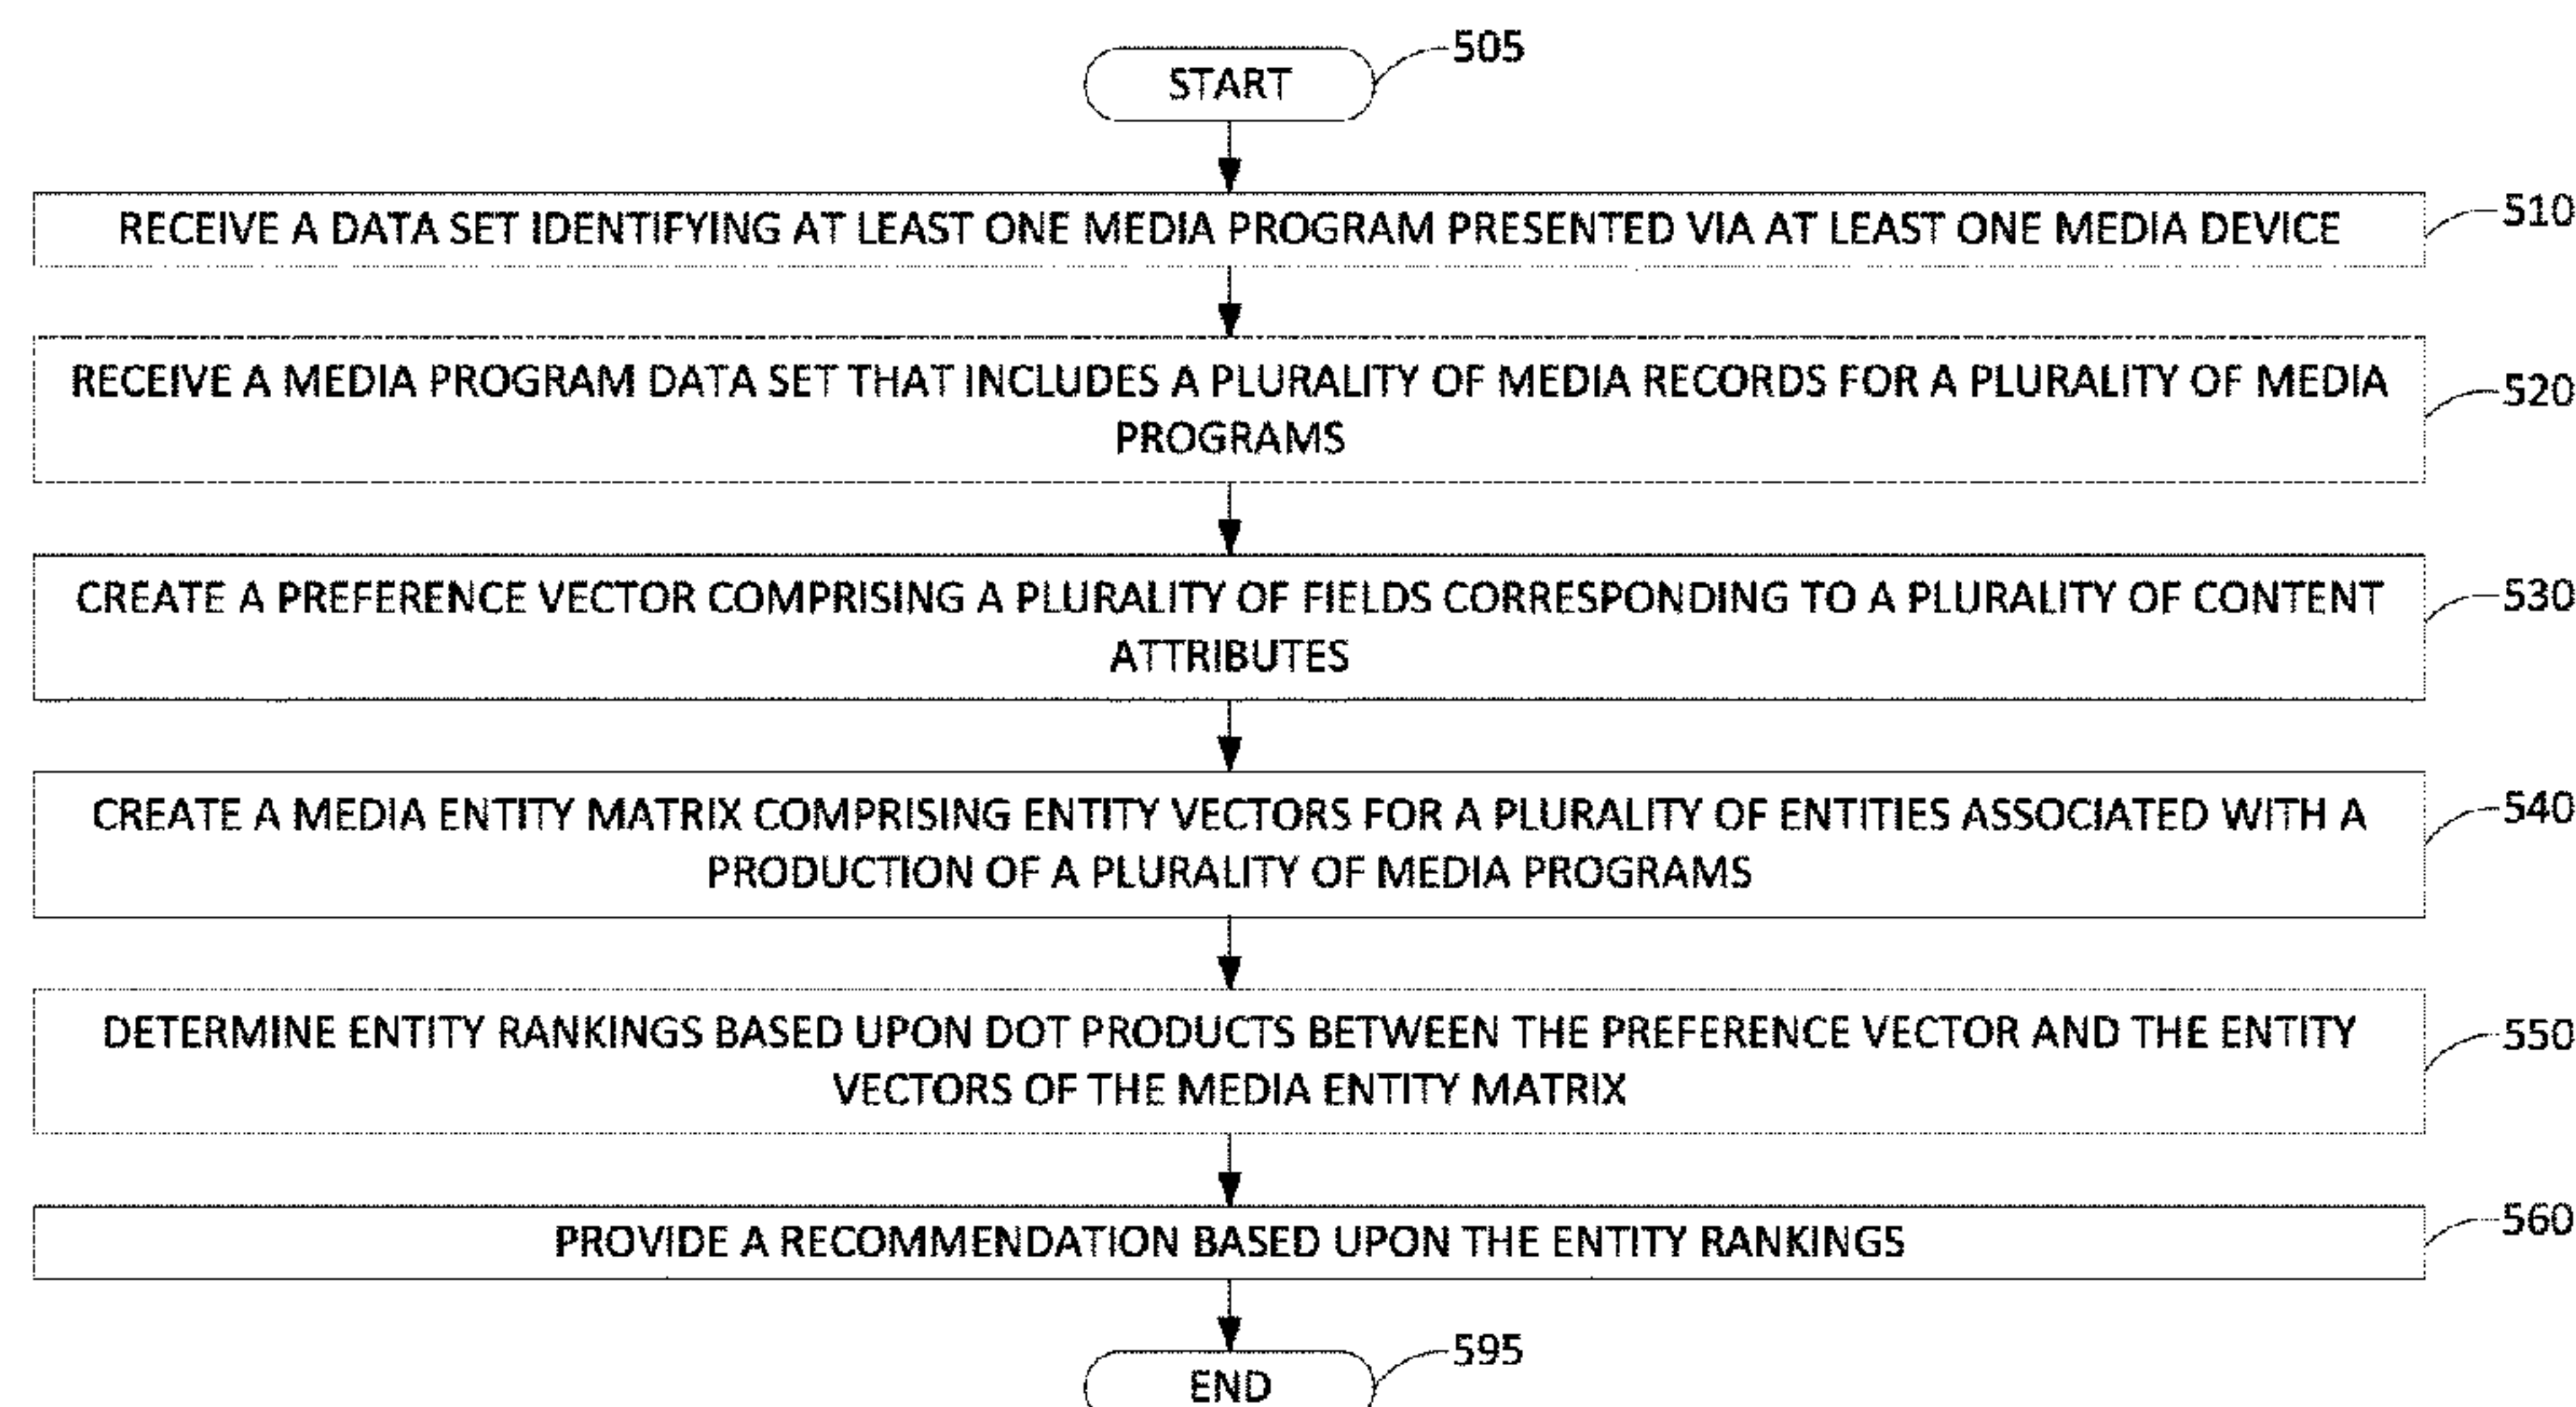 START
505
RECEIVE A DATA SET IDENTIFYING AT LEAST ONE MEDIA PROGRAM PRESENTED VIA AT LEAST ONE MEDIA DEVICE
510
RECEIVE A MEDIA PROGRAM DATA SET THAT INCLUDES A PLURALITY OF MEDIA RECORDS FOR A PLURALITY OF MEDIA
PROGRAMS
520
CREATE A PREFERENCE VECTOR COMPRISING A PLURALITY OF FIELDS CORRESPONDING TO A PLURALITY OF CONTENT
ATTRIBUTES
530
CREATE A MEDIA ENTITY MATRIX COMPRISING ENTITY VECTORS FOR A PLURALITY OF ENTITIES ASSOCIATED WITH A
PRODUCTION OF A PLURALITY OF MEDIA PROGRAMS
540
DETERMINE ENTITY RANKINGS BASED UPON DOT PRODUCTS BETWEEN THE PREFERENCE VECTOR AND THE ENTITY
VECTORS OF THE MEDIA ENTITY MATRIX
550
PROVIDE A RECOMMENDATION BASED UPON THE ENTITY RANKINGS
560
END
595